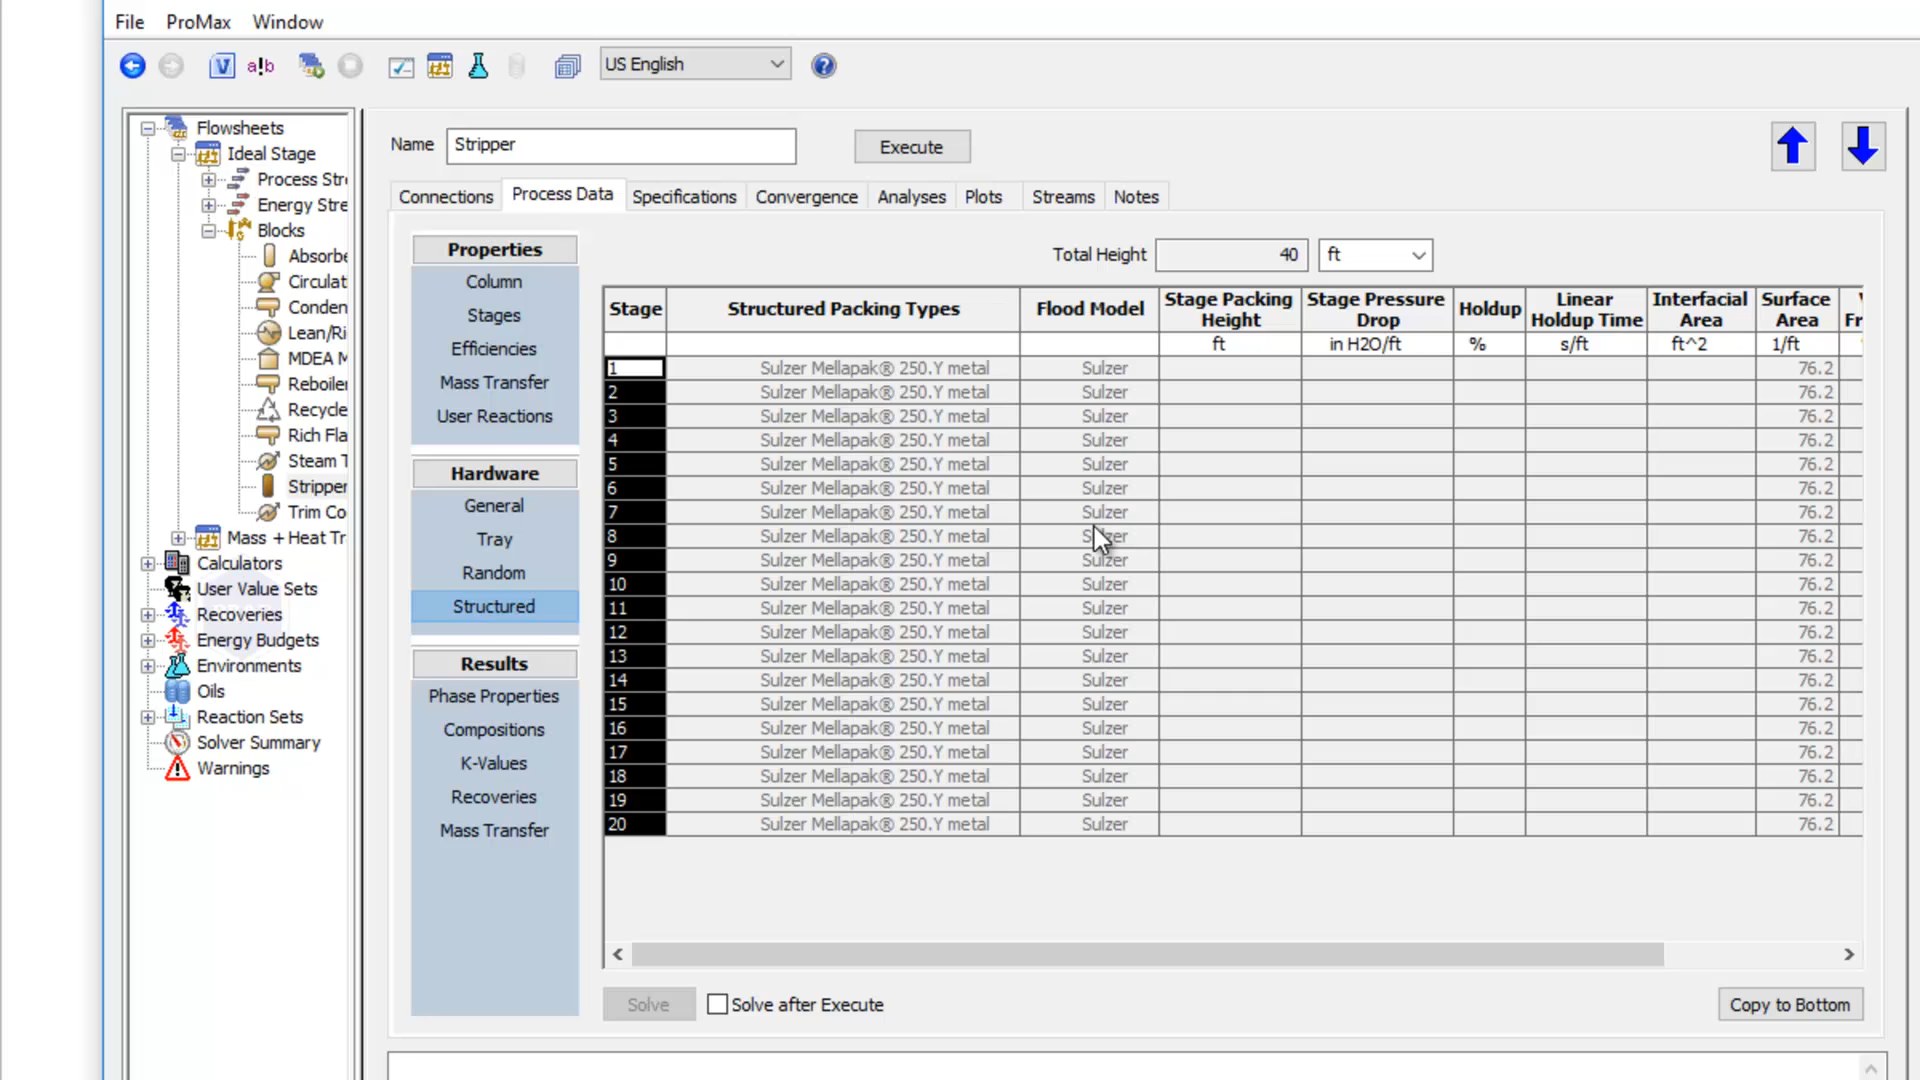 File ProMax Window
a!b US English
Flowsheets
Ideal Stage
Process Str
Energy Stre
Blocks
Absorbe
Circulat
Conden
Lean/Ri
MDEA M
Reboiler
Recycle
Rich Fla
Steam T
Stripper
Trim Co
Mass + Heat Tr
Calculators
User Value Sets
Recoveries
Energy Budgets
Environments
Oils
Reaction Sets
Solver Summary
Warnings
Name Stripper Execute
Connections Process Data Specifications Convergence Analyses Plots Streams Notes
Properties
Column
Stages
Efficiencies
Mass Transfer
User Reactions
Hardware
General
Tray
Random
Structured
Results
Phase Properties
Compositions
K-Values
Recoveries
Mass Transfer
Total Height 40 ft
Stage Structured Packing Types Flood Model Stage Packing Height Stage Pressure Drop Holdup Linear Holdup Time Interfacial Area Surface Area
ft in H2O/ft % s/ft ft^2 1/ft
1 Sulzer Mellapak® 250.Y metal Sulzer 76.2
2 Sulzer Mellapak® 250.Y metal Sulzer 76.2
3 Sulzer Mellapak® 250.Y metal Sulzer 76.2
4 Sulzer Mellapak® 250.Y metal Sulzer 76.2
5 Sulzer Mellapak® 250.Y metal Sulzer 76.2
6 Sulzer Mellapak® 250.Y metal Sulzer 76.2
7 Sulzer Mellapak® 250.Y metal Sulzer 76.2
8 Sulzer Mellapak® 250.Y metal Sulzer 76.2
9 Sulzer Mellapak® 250.Y metal Sulzer 76.2
10 Sulzer Mellapak® 250.Y metal Sulzer 76.2
11 Sulzer Mellapak® 250.Y metal Sulzer 76.2
12 Sulzer Mellapak® 250.Y metal Sulzer 76.2
13 Sulzer Mellapak® 250.Y metal Sulzer 76.2
14 Sulzer Mellapak® 250.Y metal Sulzer 76.2
15 Sulzer Mellapak® 250.Y metal Sulzer 76.2
16 Sulzer Mellapak® 250.Y metal Sulzer 76.2
17 Sulzer Mellapak® 250.Y metal Sulzer 76.2
18 Sulzer Mellapak® 250.Y metal Sulzer 76.2
19 Sulzer Mellapak® 250.Y metal Sulzer 76.2
20 Sulzer Mellapak® 250.Y metal Sulzer 76.2
Solve Solve after Execute Copy to Bottom